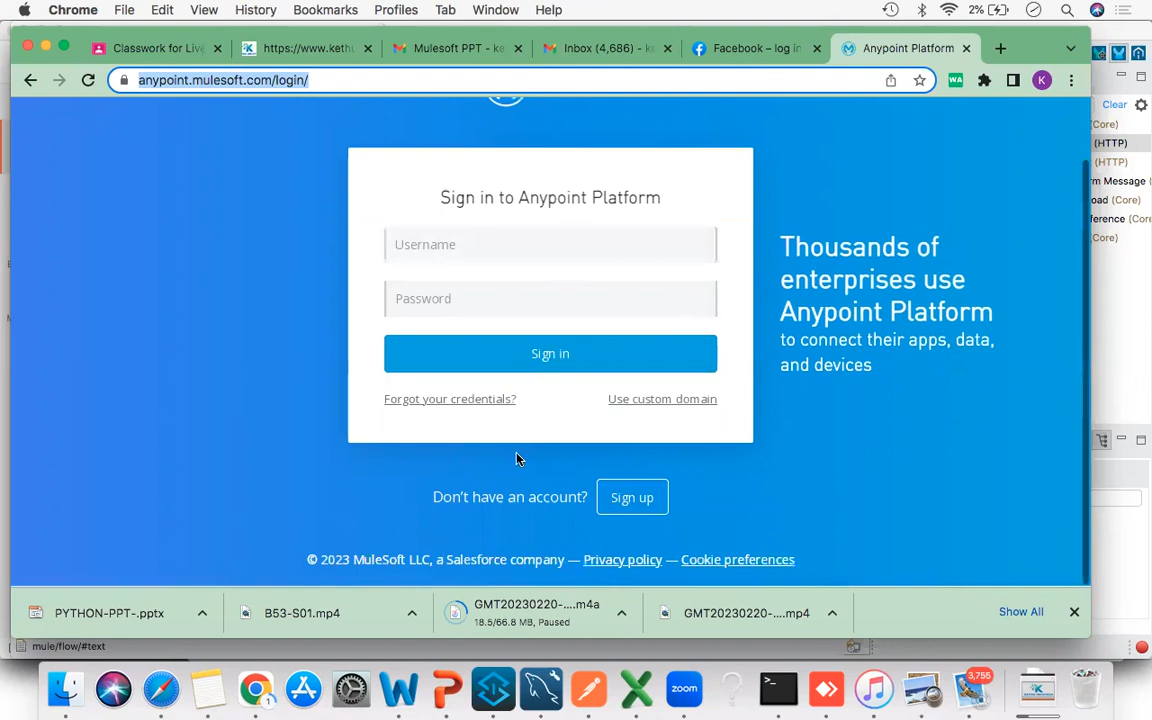 Chrome File Edit View History Bookmarks Profiles Tab Window Help 2%
Classwork for Liv
https://www.keth
Mulesoft PPT - ke
Inbox (4,686) - k
Facebook – log in
Anypoint Platform
anypoint.mulesoft.com/login/
WA
K
Clear
(Core)
(HTTP)
(HTTP)
rm Message
oad (Core)
ference (Core
(Core)
Sign in to Anypoint Platform
Username
Password
Sign in
Forgot your credentials?
Use custom domain
Thousands of
enterprises use
Anypoint Platform
to connect their apps, data,
and devices
Don't have an account?
Sign up
© 2023 MuleSoft LLC, a Salesforce company — Privacy policy — Cookie preferences
PYTHON-PPT-.pptx
B53-S01.mp4
GMT20230220-....m4a
18.5/66.8 MB, Paused
GMT20230220-....mp4
Show All
mule/flow/#text
zoom
3,755